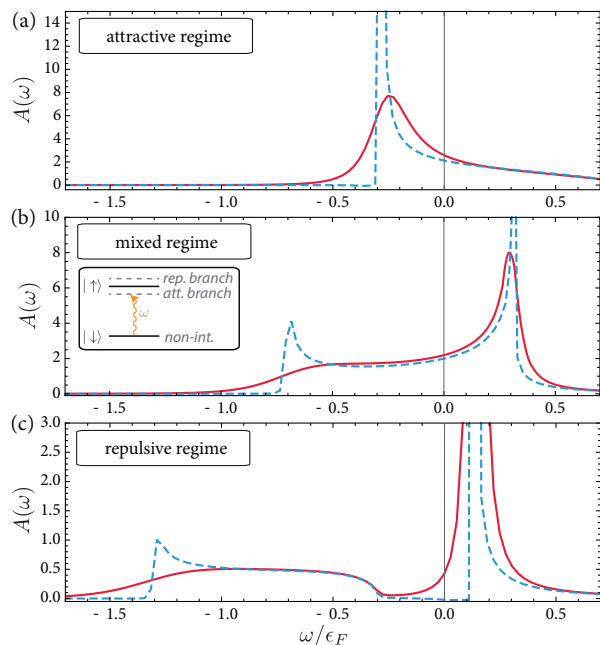 (a)
attractive regime
A(ω)
14
12
10
8
6
4
2
0
- 1.5
- 1.0
- 0.5
0.0
0.5
(b)
mixed regime
A(ω)
10
8
6
4
2
0
| ↑⟩
rep. branch
att. branch
ω
| ↓⟩
non-int.
- 1.5
- 1.0
- 0.5
0.0
0.5
(c)
repulsive regime
A(ω)
3.0
2.5
2.0
1.5
1.0
0.5
0.0
- 1.5
- 1.0
- 0.5
0.0
0.5
ω/ϵ_F